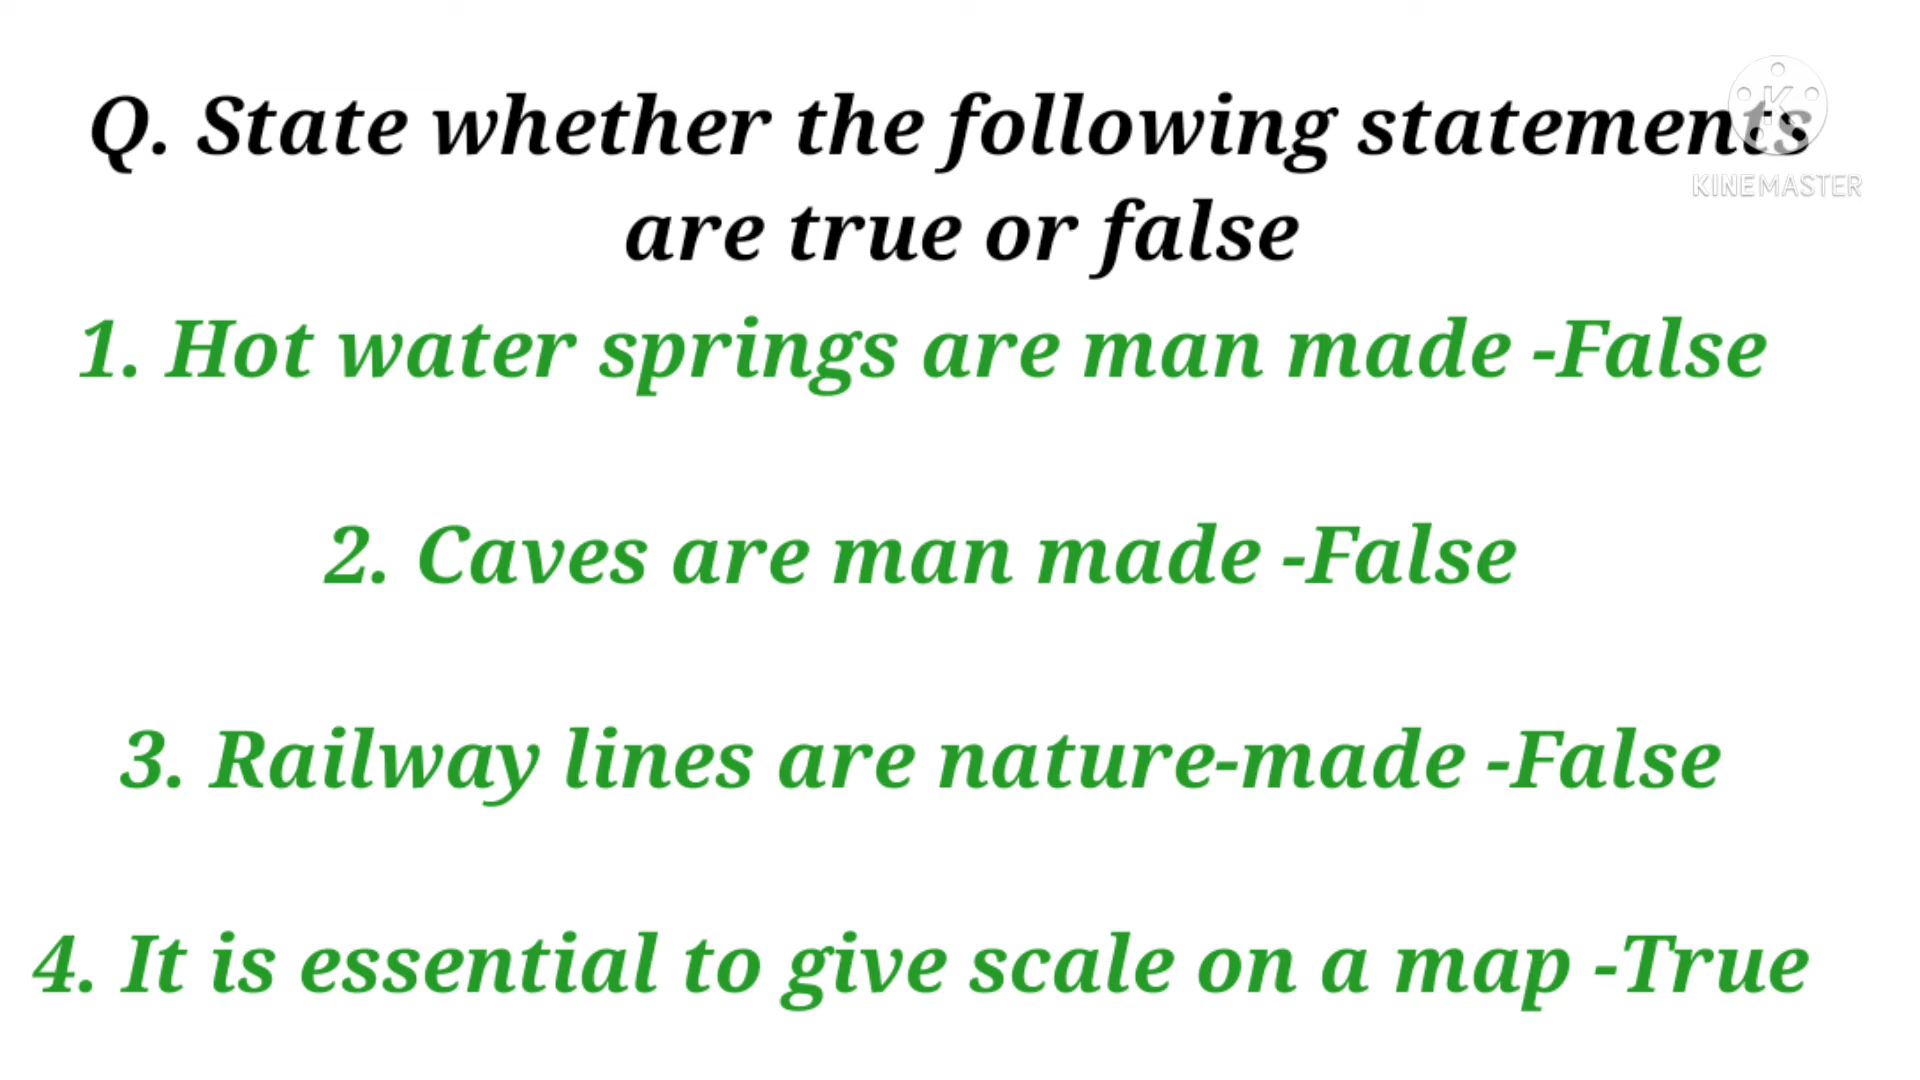 Q. State whether the following statements
KINEMASTER
are true or false
1. Hot water springs are man made -False
2. Caves are man made -False
3. Railway lines are nature-made -False
4. It is essential to give scale on a map -True